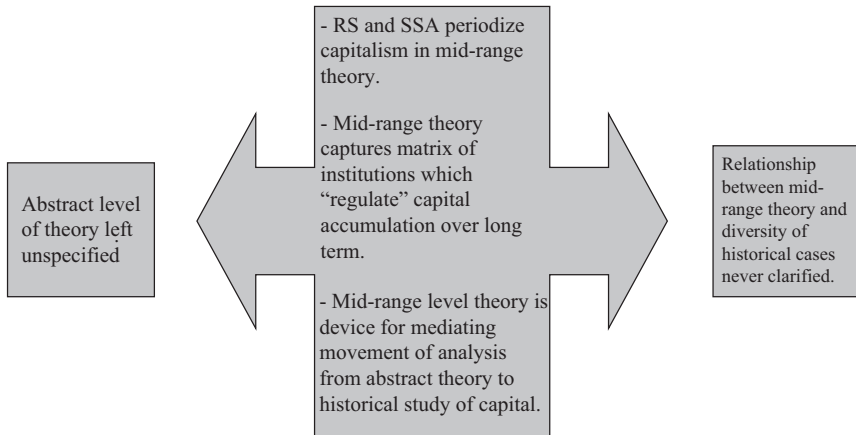 Abstract level
of theory left
unspecified
- RS and SSA periodize
capitalism in mid-range
theory.
- Mid-range theory
captures matrix of
institutions which
“regulate” capital
accumulation over long
term.
- Mid-range level theory is
device for mediating
movement of analysis
from abstract theory to
historical study of capital.
Relationship
between mid-
range theory and
diversity of
historical cases
never clarified.